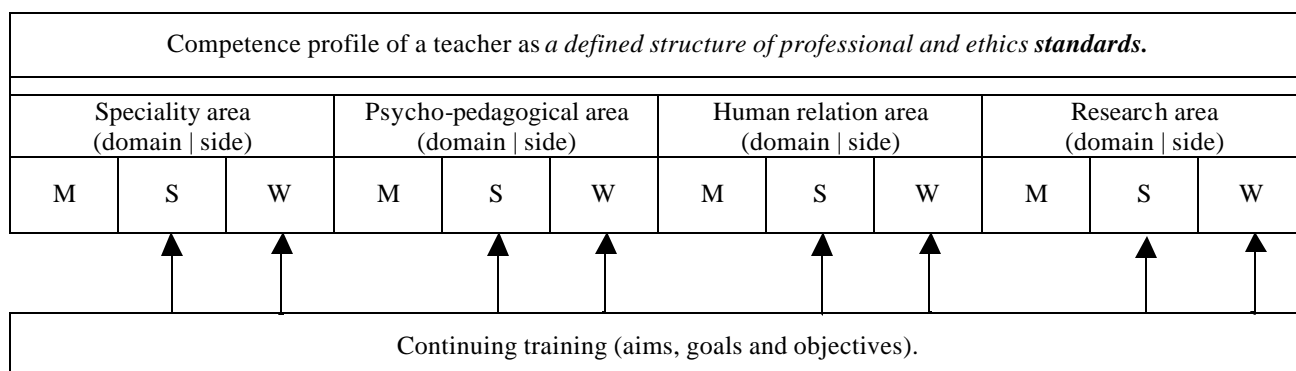 Competence profile of a teacher as a defined structure of professional and ethics standards.
Speciality area
(domain | side)
Psycho-pedagogical area
(domain | side)
Human relation area
(domain | side)
Research area
(domain | side)
M S W M S W M S W M S W
Continuing training (aims, goals and objectives).